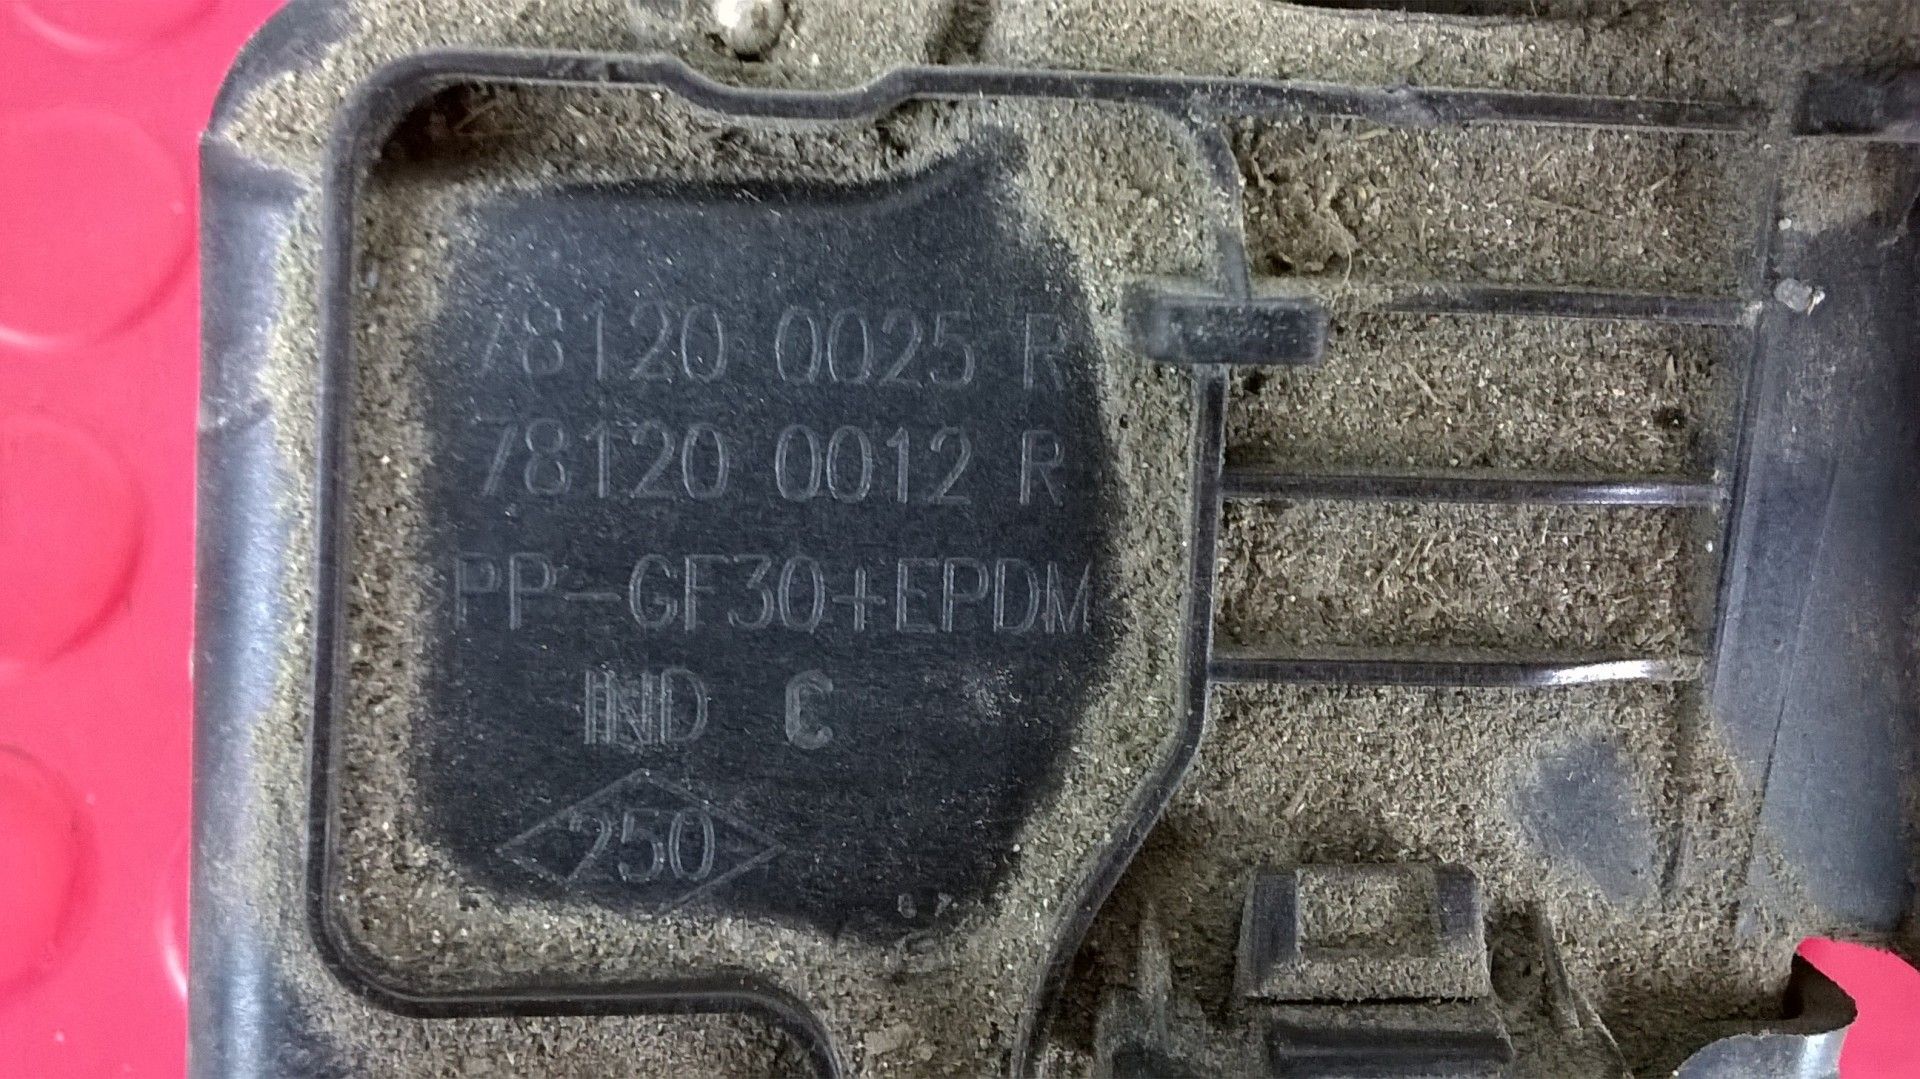 78120 0025 R
78120 0012 R
PP-GF30+EPDM
IND C
250